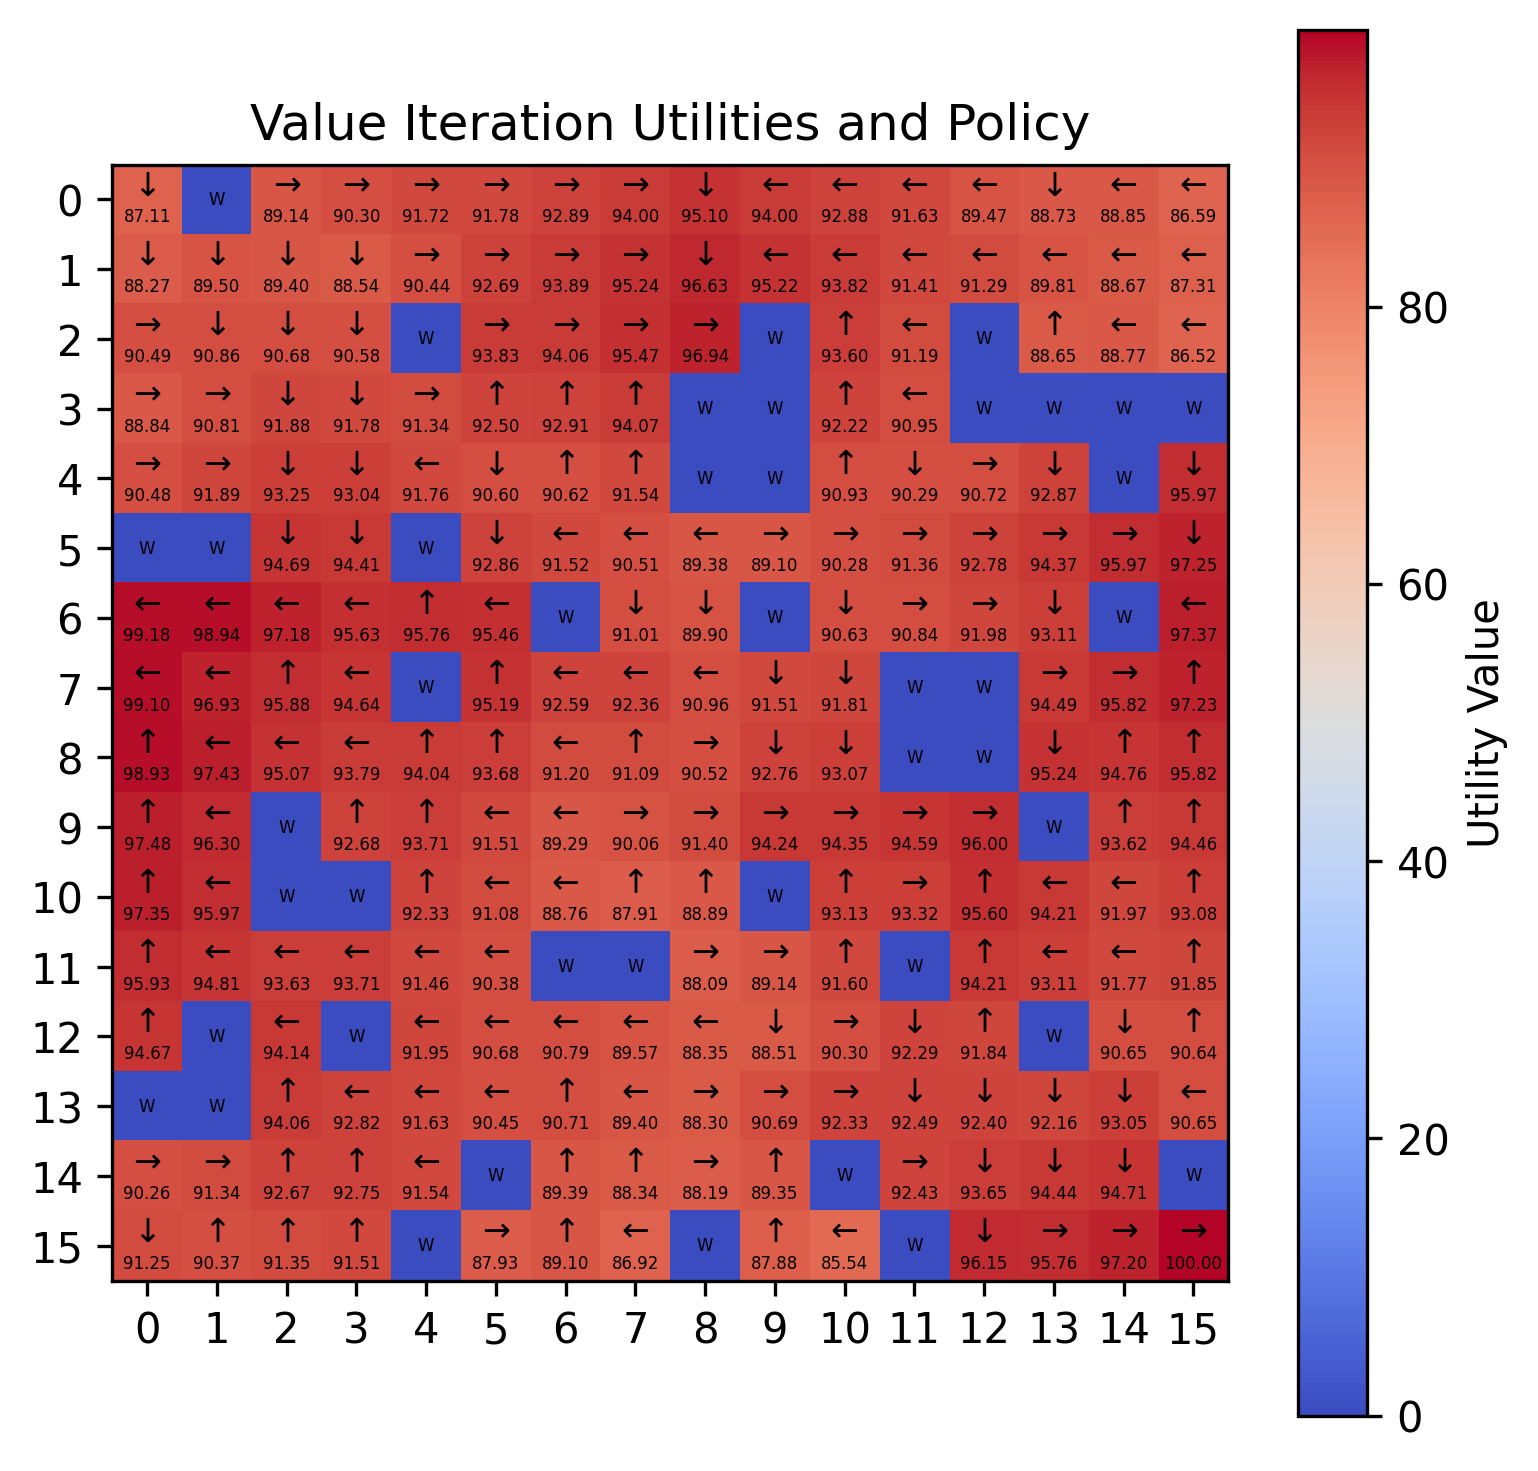 Value Iteration Utilities and Policy
0 ↓ W → → → → → → ↓ ← ← ← ← ↓ ← ←
87.11 89.14 90.30 91.72 91.78 92.89 94.00 95.10 94.00 92.88 91.63 89.47 88.73 88.85 86.59
1 ↓ ↓ ↓ ↓ → → → → ↓ ← ← ← ← ← ← ←
88.27 89.50 89.40 88.54 90.44 92.69 93.89 95.24 96.63 95.22 93.82 91.41 91.29 89.81 88.67 87.31
2 → ↓ ↓ ↓ W → → → → W ↑ ← W ↑ ← ←
90.49 90.86 90.68 90.58 93.83 94.06 95.47 96.94 93.60 91.19 88.65 88.77 86.52
3 → → ↓ ↓ → ↑ ↑ ↑ W W ↑ ← W W W W
88.84 90.81 91.88 91.78 91.34 92.50 92.91 94.07 92.22 90.95
4 → → ↓ ↓ ← ↓ ↑ ↑ W W ↑ ↓ → ↓ W ↓
90.48 91.89 93.25 93.04 91.76 90.60 90.62 91.54 90.93 90.29 90.72 92.87 95.97
5 W W ↓ ↓ W ↓ ← ← ← → → → → → → ↓
94.69 94.41 92.86 91.52 90.51 89.38 89.10 90.28 91.36 92.78 94.37 95.97 97.25
6 ← ← ← ← ↑ ← W ↓ ↓ W ↓ → → ↓ W ←
99.18 98.94 97.18 95.63 95.76 95.46 91.01 89.90 90.63 90.84 91.98 93.11 97.37
7 ← ← ↑ ← W ↑ ← ← ← ↓ ↓ W W → → ↑
99.10 96.93 95.88 94.64 95.19 92.59 92.36 90.96 91.51 91.81 94.49 95.82 97.23
8 ↑ ← ← ← ↑ ↑ ← ↑ → ↓ ↓ W W ↓ ↑ ↑
98.93 97.43 95.07 93.79 94.04 93.68 91.20 91.09 90.52 92.76 93.07 95.24 94.76 95.82
9 ↑ ← W ↑ ↑ ← ← → → → → → → W ↑ ↑
97.48 96.30 92.68 93.71 91.51 89.29 90.06 91.40 94.24 94.35 94.59 96.00 93.62 94.46
10 ↑ ← W W ↑ ← ← ↑ ↑ W ↑ → ↑ ← ← ↑
97.35 95.97 92.33 91.08 88.76 87.91 88.89 93.13 93.32 95.60 94.21 91.97 93.08
11 ↑ ← ← ← ← ← W W → → ↑ W ↑ ← ← ↑
95.93 94.81 93.63 93.71 91.46 90.38 88.09 89.14 91.60 94.21 93.11 91.77 91.85
12 ↑ W ← W ← ← ← ← ← ↓ → ↓ ↑ W ↓ ↑
94.67 94.14 91.95 90.68 90.79 89.57 88.35 88.51 90.30 92.29 91.84 90.65 90.64
13 W W ↑ ← ← ← ↑ ← → → → ↓ ↓ ↓ ↓ ←
94.06 92.82 91.63 90.45 90.71 89.40 88.30 90.69 92.33 92.49 92.40 92.16 93.05 90.65
14 → → ↑ ↑ ← W ↑ ↑ → ↑ W → ↓ ↓ ↓ W
90.26 91.34 92.67 92.75 91.54 89.39 88.34 88.19 89.35 92.43 93.65 94.44 94.71
15 ↓ ↑ ↑ ↑ W → ↑ ← W ↑ ← W ↓ → → →
91.25 90.37 91.35 91.51 87.93 89.10 86.92 87.88 85.54 96.15 95.76 97.20 100.00
0 1 2 3 4 5 6 7 8 9 10 11 12 13 14 15
80
60
40
20
0
Utility Value